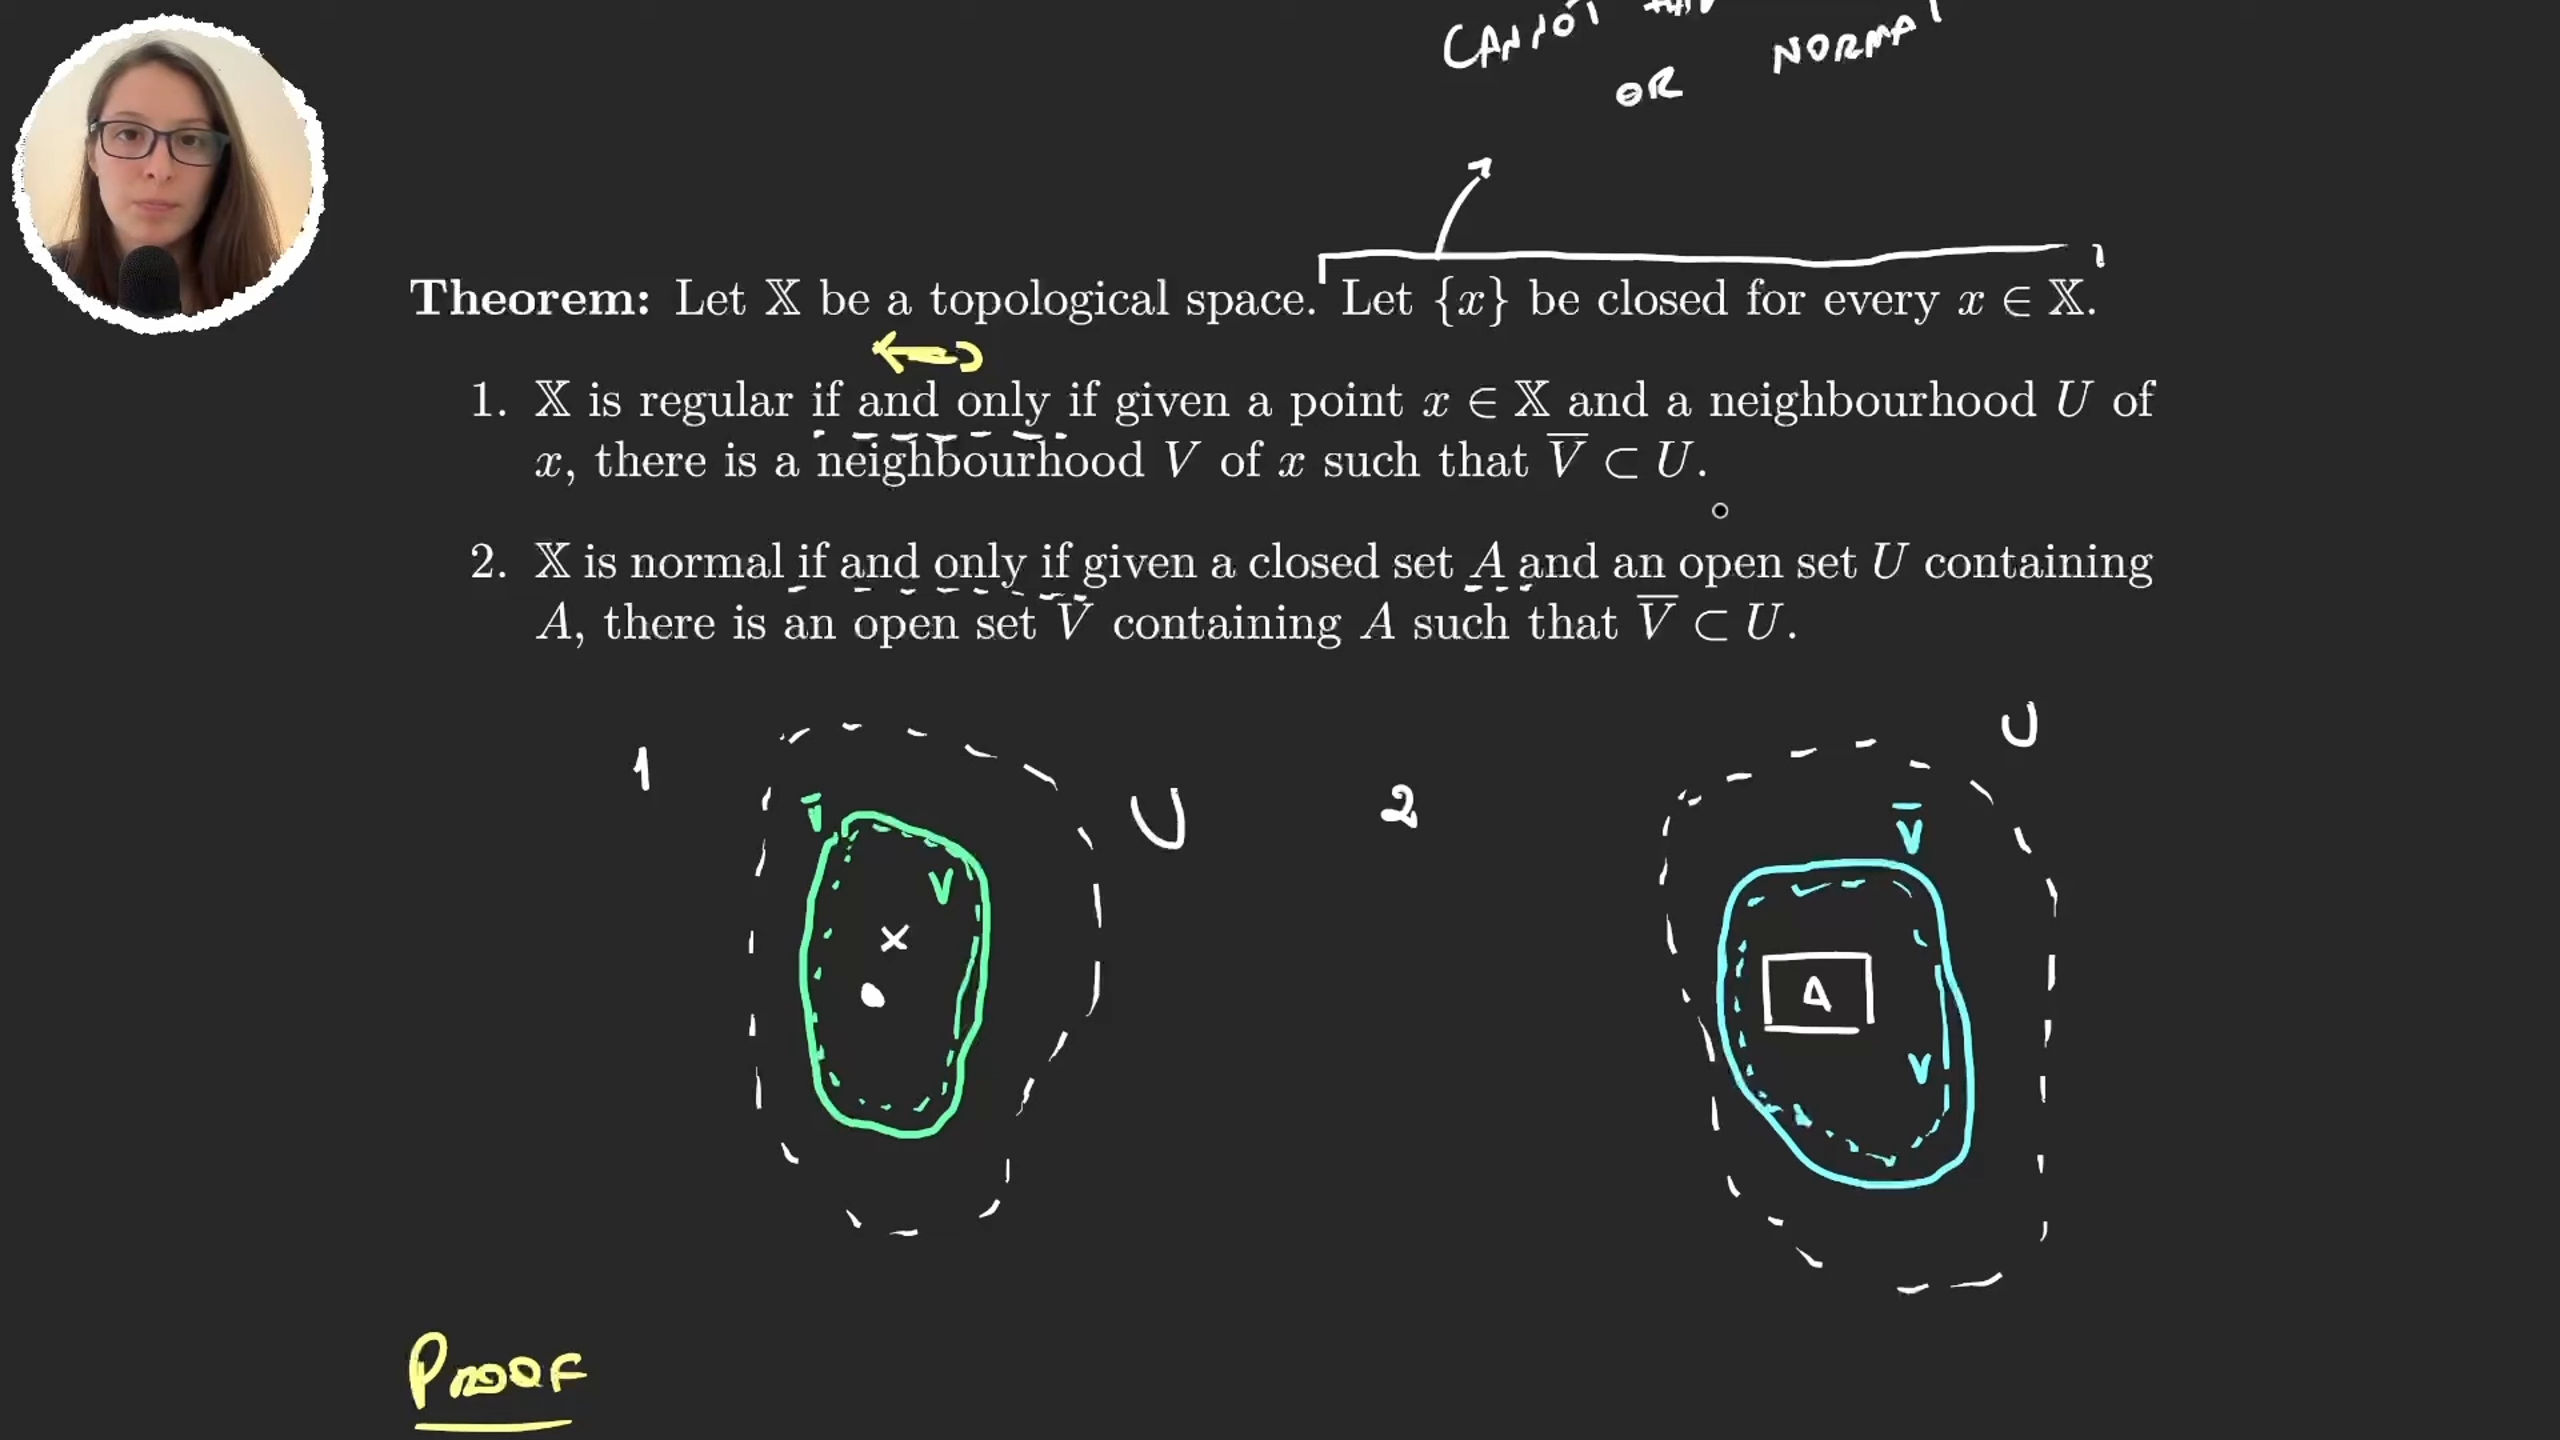 CANNOT
OR NORMAL
Theorem: Let 𝕏 be a topological space. Let {x} be closed for every x ∈ 𝕏.
1. 𝕏 is regular if and only if given a point x ∈ 𝕏 and a neighbourhood U of
x, there is a neighbourhood V of x such that V̅ ⊂ U.
2. 𝕏 is normal if and only if given a closed set A and an open set U containing
A, there is an open set V containing A such that V̅ ⊂ U.
1
V̅
V
x
U
2
U
V̅
A
V
PROOF